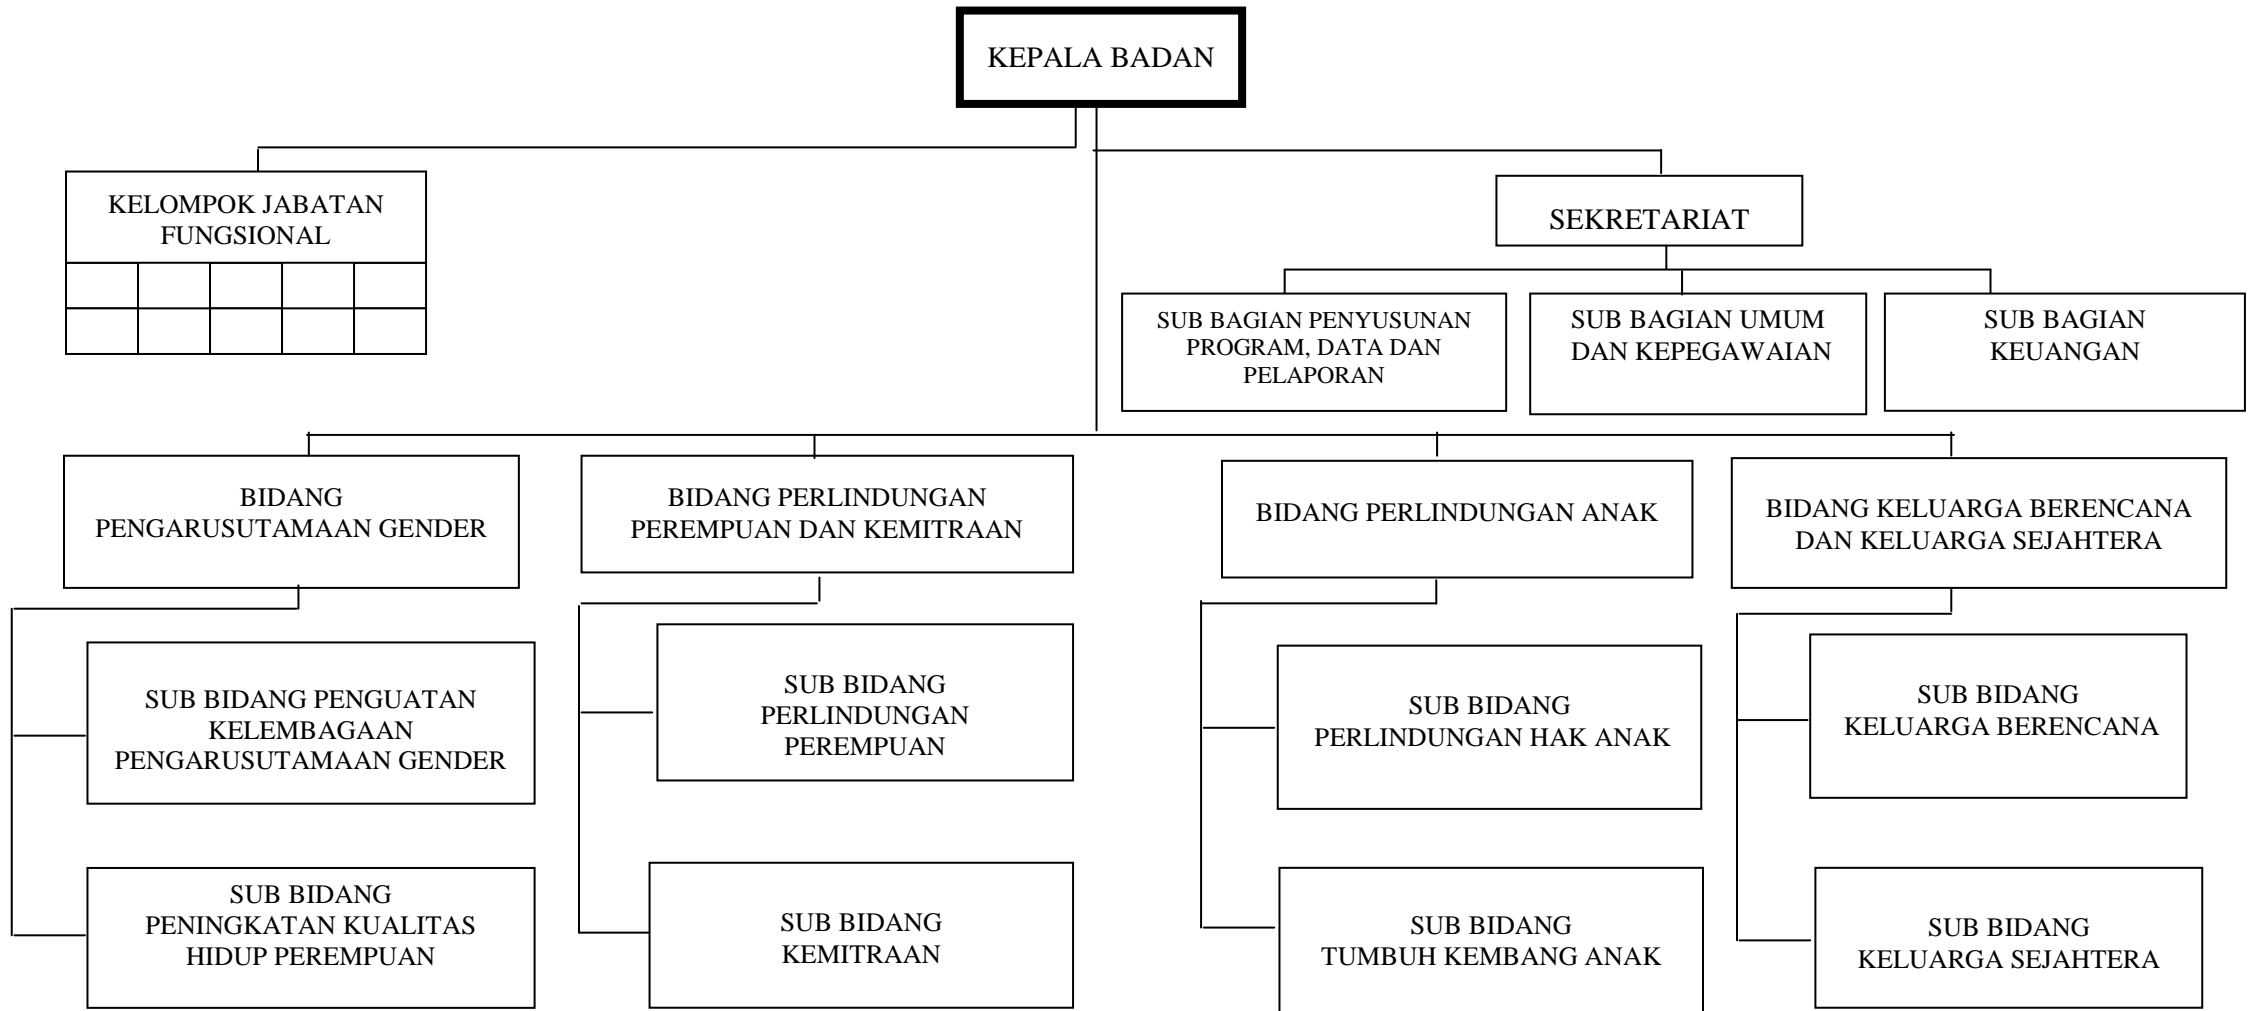 KEPALA BADAN
KELOMPOK JABATAN
FUNGSIONAL
SEKRETARIAT
SUB BAGIAN PENYUSUNAN
PROGRAM, DATA DAN
PELAPORAN
SUB BAGIAN UMUM
DAN KEPEGAWAIAN
SUB BAGIAN
KEUANGAN
BIDANG
PENGARUSUTAMAAN GENDER
BIDANG PERLINDUNGAN
PEREMPUAN DAN KEMITRAAN
BIDANG PERLINDUNGAN ANAK
BIDANG KELUARGA BERENCANA
DAN KELUARGA SEJAHTERA
SUB BIDANG PENGUATAN
KELEMBAGAAN
PENGARUSUTAMAAN GENDER
SUB BIDANG
PERLINDUNGAN
PEREMPUAN
SUB BIDANG
PERLINDUNGAN HAK ANAK
SUB BIDANG
KELUARGA BERENCANA
SUB BIDANG
PENINGKATAN KUALITAS
HIDUP PEREMPUAN
SUB BIDANG
KEMITRAAN
SUB BIDANG
TUMBUH KEMBANG ANAK
SUB BIDANG
KELUARGA SEJAHTERA